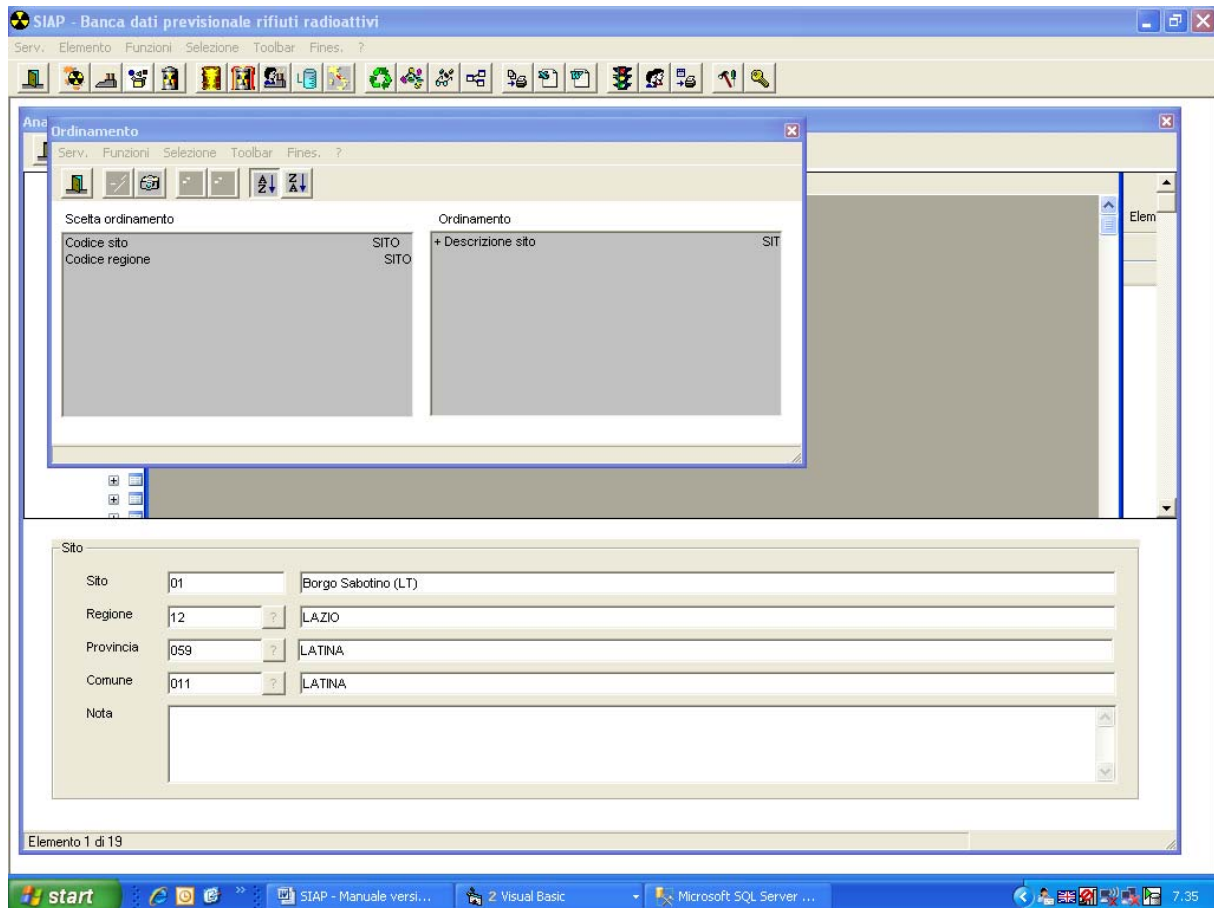 SIAP - Banca dati previsionale rifiuti radioattivi
Serv. Elemento Funzioni Selezione Toolbar Fines. ?
Ana
Ordinamento
Serv. Funzioni Selezione Toolbar Fines. ?
Scelta ordinamento
Ordinamento
Codice sito SITO
Codice regione SITO
+ Descrizione sito SIT
Elem
Sito
Sito 01 Borgo Sabotino (LT)
Regione 12 ? LAZIO
Provincia 059 ? LATINA
Comune 011 ? LATINA
Nota
Elemento 1 di 19
start SIAP - Manuale versi... 2 Visual Basic Microsoft SQL Server ... 7.35